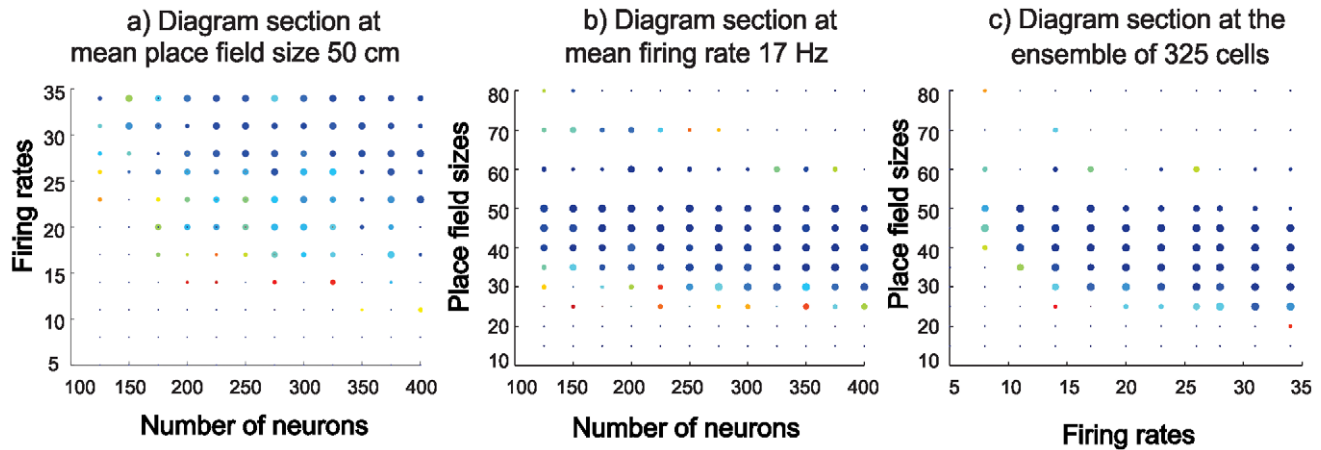 a) Diagram section at
mean place field size 50 cm
b) Diagram section at
mean firing rate 17 Hz
c) Diagram section at the
ensemble of 325 cells
Firing rates
35
30
25
20
15
11
5
100 150 200 250 300 350 400
Number of neurons
Place field sizes
80
70
60
50
40
30
20
10
100 150 200 250 300 350 400
Number of neurons
Place field sizes
80
70
60
50
40
30
20
10
5 10 15 20 25 31 35
Firing rates